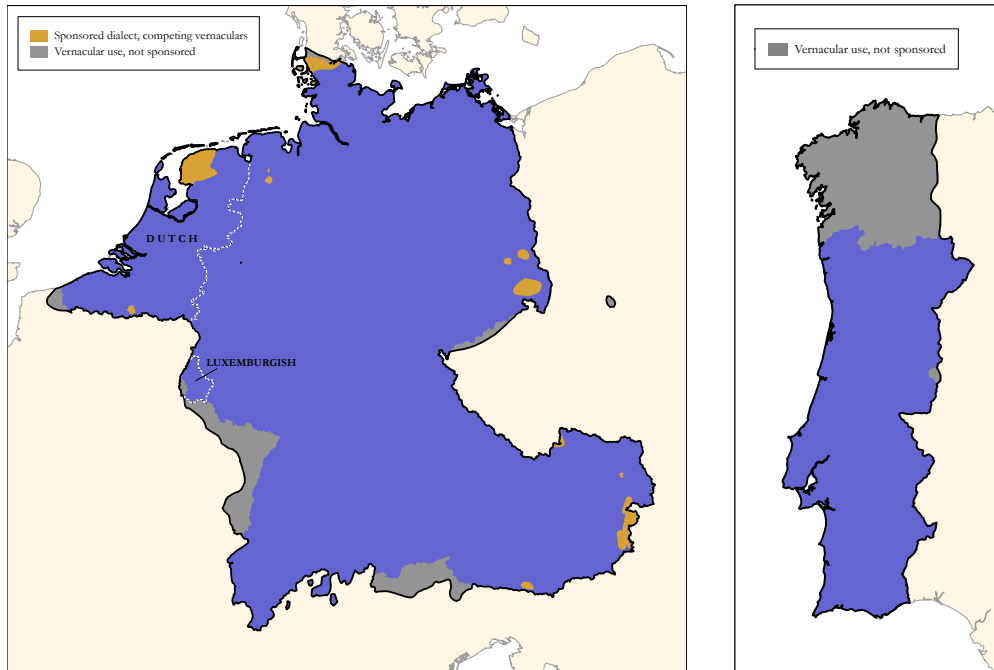 Sponsored dialect, competing vernaculars
Vernacular use, not sponsored
DUTCH
LUXEMBURGISH
Vernacular use, not sponsored